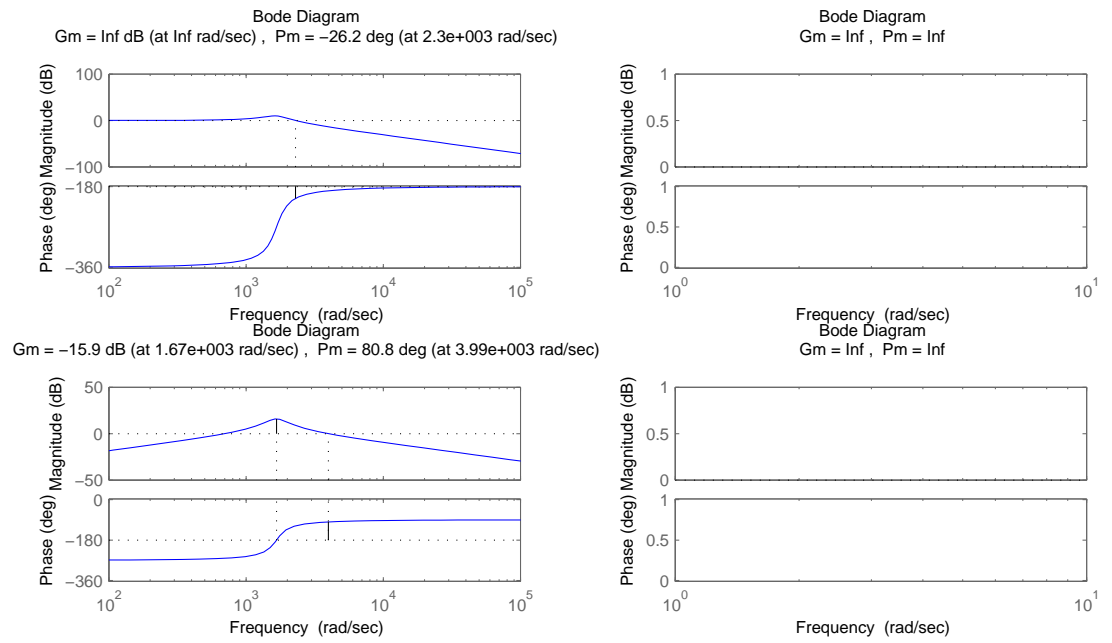 Bode Diagram
Gm = Inf dB (at Inf rad/sec) , Pm = −26.2 deg (at 2.3e+003 rad/sec)
Magnitude (dB)
100
0
−100
Phase (deg)
−180
−360
10^2
10^3
10^4
10^5
Frequency (rad/sec)
Bode Diagram
Gm = Inf , Pm = Inf
Magnitude (dB)
1
0.5
0
Phase (deg)
1
0.5
0
10^0
10^1
Frequency (rad/sec)
Bode Diagram
Gm = −15.9 dB (at 1.67e+003 rad/sec) , Pm = 80.8 deg (at 3.99e+003 rad/sec)
Magnitude (dB)
50
0
−50
Phase (deg)
0
−180
−360
10^2
10^3
10^4
10^5
Frequency (rad/sec)
Bode Diagram
Gm = Inf , Pm = Inf
Magnitude (dB)
1
0.5
0
Phase (deg)
1
0.5
0
10^0
10^1
Frequency (rad/sec)